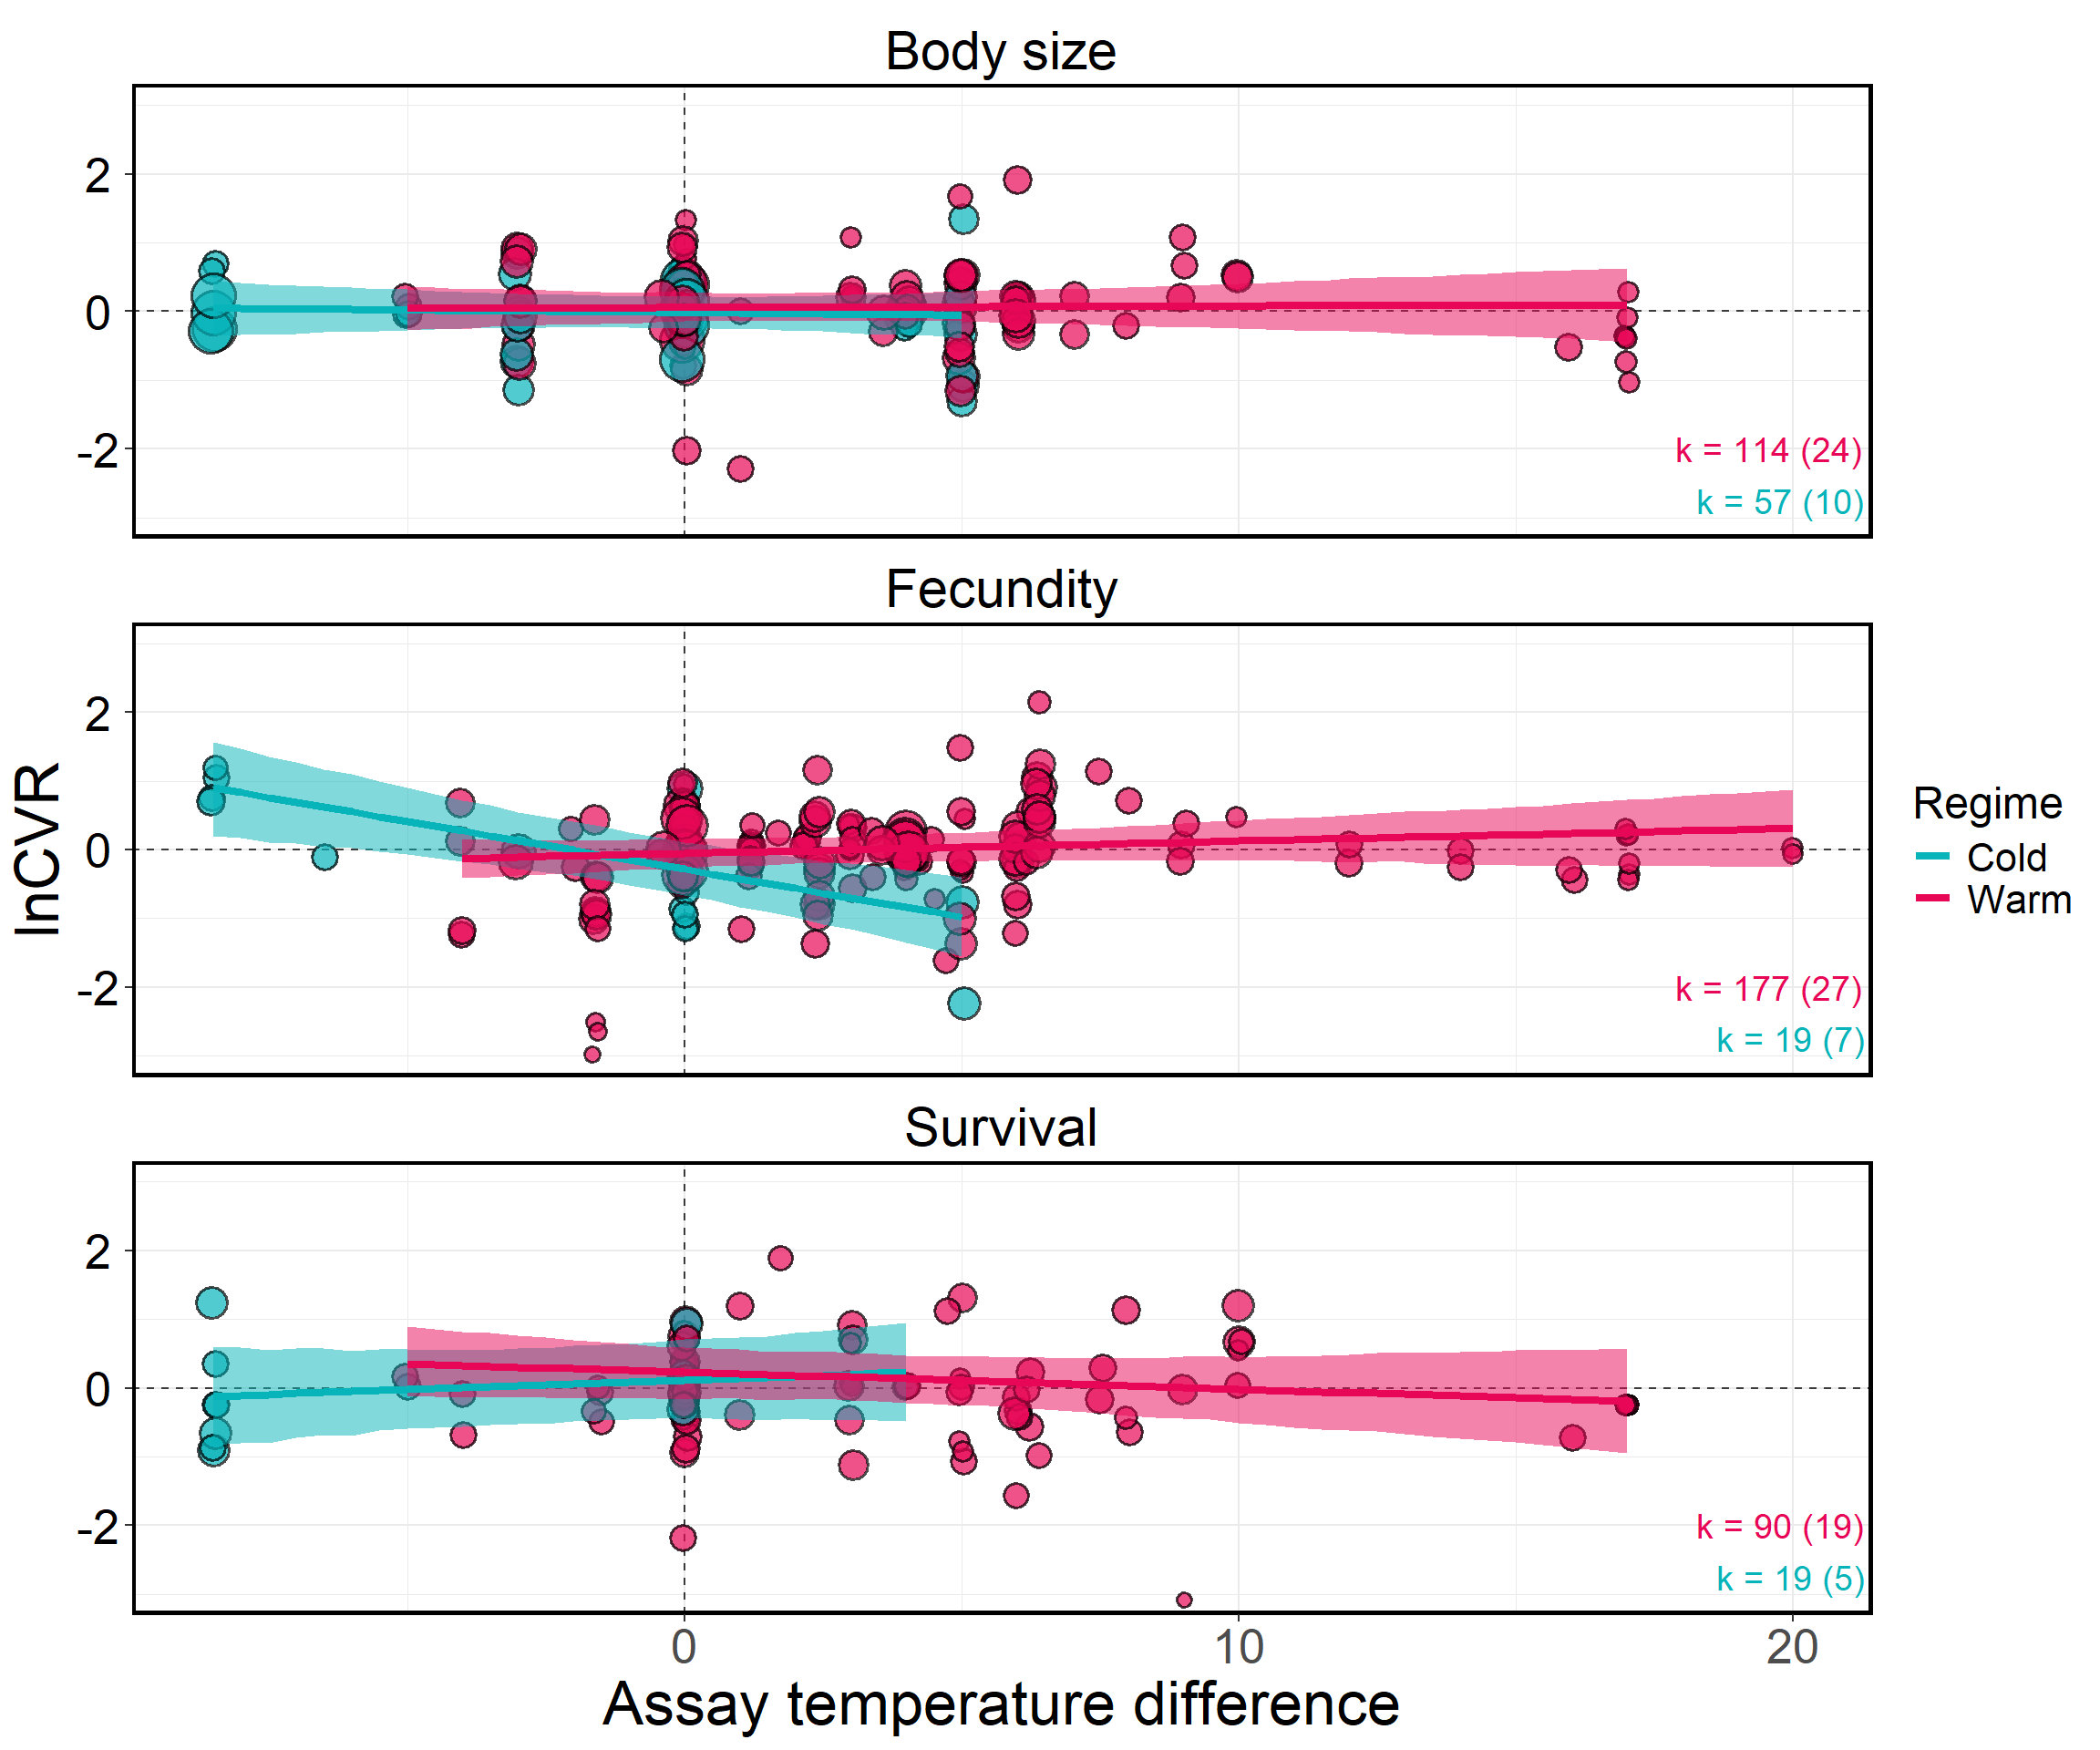 Body size
2
0
-2
k = 114 (24)
k = 57 (10)
Fecundity
2
0
-2
k = 177 (27)
k = 19 (7)
lnCVR
Regime
Cold
Warm
Survival
2
0
-2
k = 90 (19)
k = 19 (5)
0 10 20
Assay temperature difference